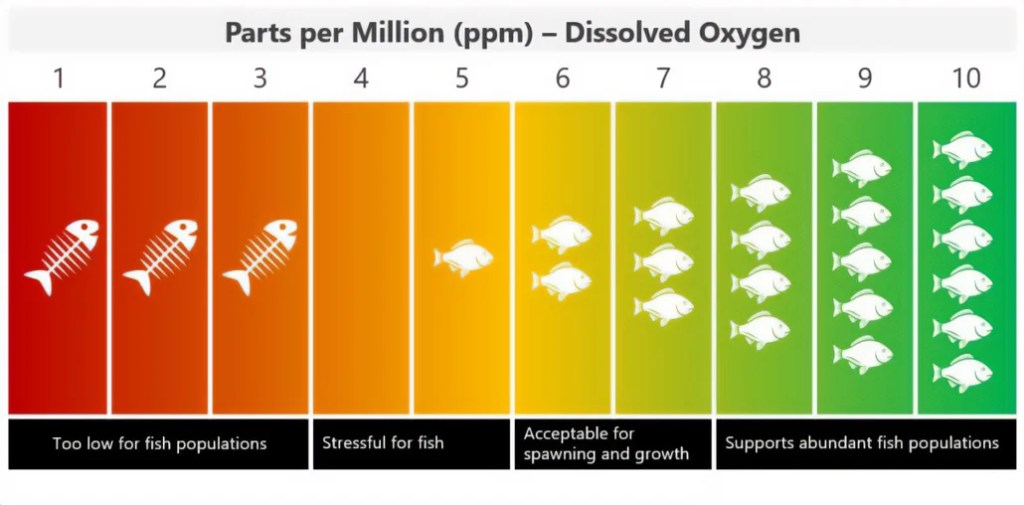 Parts per Million (ppm) – Dissolved Oxygen
1 2 3 4 5 6 7 8 9 10
Too low for fish populations
Stressful for fish
Acceptable for
spawning and growth
Supports abundant fish populations